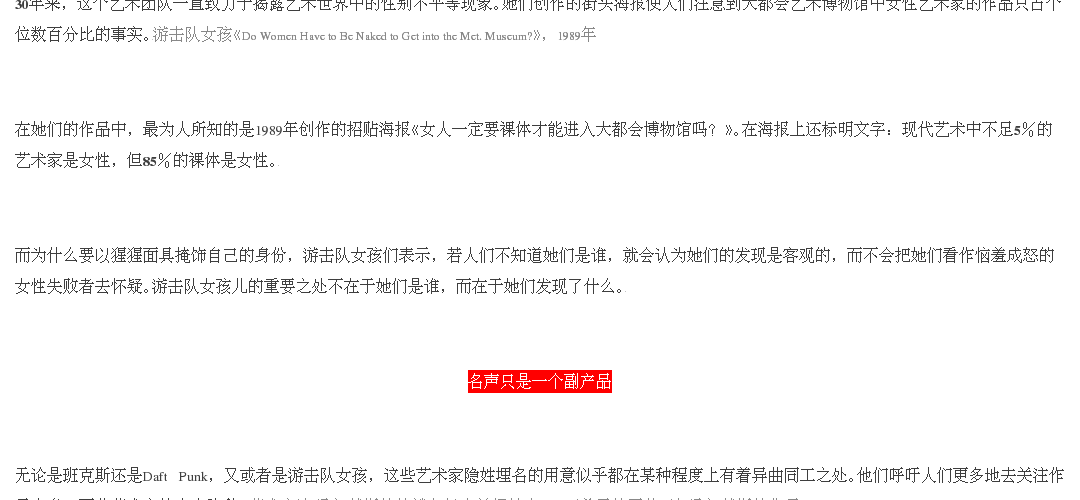 30年来，这个艺术团队一直致力于揭露艺术世界中的性别不平等现象。她们创作的街头海报使人们注意到大都会艺术博物馆中女性艺术家的作品只占个
位数百分比的事实。游击队女孩《Do Women Have to Be Naked to Get into the Met. Museum?》， 1989年
在她们的作品中，最为人所知的是1989年创作的招贴海报《女人一定要裸体才能进入大都会博物馆吗？》。在海报上还标明文字：现代艺术中不足5％的
艺术家是女性，但85％的裸体是女性。
而为什么要以猩猩面具掩饰自己的身份，游击队女孩们表示，若人们不知道她们是谁，就会认为她们的发现是客观的，而不会把她们看作恼羞成怒的
女性失败者去怀疑。游击队女孩儿的重要之处不在于她们是谁，而在于她们发现了什么。
名声只是一个副产品
无论是班克斯还是Daft Punk，又或者是游击队女孩，这些艺术家隐姓埋名的用意似乎都在某种程度上有着异曲同工之处。他们呼吁人们更多地去关注作